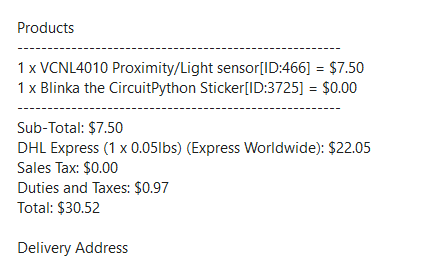 Products
------------------------------------------------------
1 x VCNL4010 Proximity/Light sensor[ID:466] = $7.50
1 x Blinka the CircuitPython Sticker[ID:3725] = $0.00
------------------------------------------------------
Sub-Total: $7.50
DHL Express (1 x 0.05lbs) (Express Worldwide): $22.05
Sales Tax: $0.00
Duties and Taxes: $0.97
Total: $30.52
Delivery Address